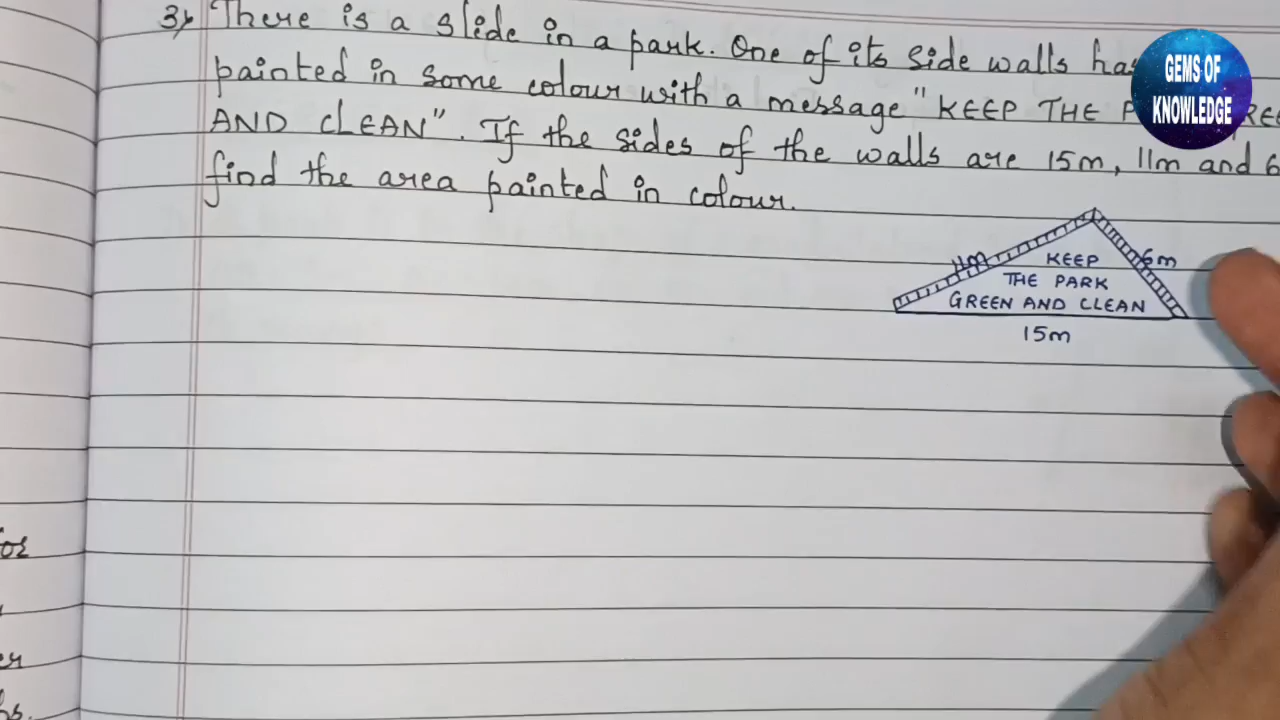 3) There is a slide in a park. One of its side walls has
painted in some colour with a message "KEEP THE
AND CLEAN". If the sides of the walls are 15m, 11m and 6
find the area painted in colour.
GEMS OF
KNOWLEDGE
11m
KEEP
6m
THE PARK
GREEN AND CLEAN
15m